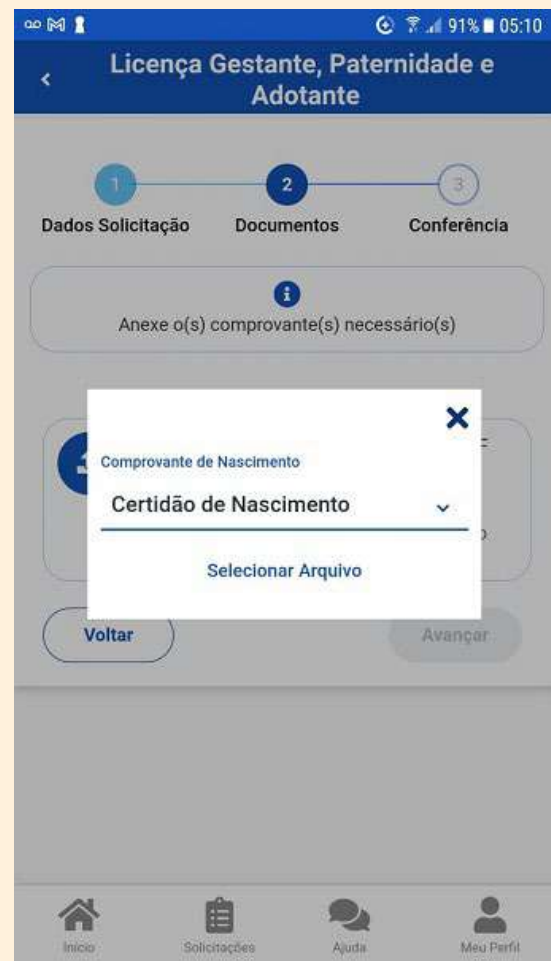 91% 05:10
Licença Gestante, Paternidade e
Adotante
1 2 3
Dados Solicitação Documentos Conferência
Anexe o(s) comprovante(s) necessário(s)
Comprovante de Nascimento
Certidão de Nascimento
Selecionar Arquivo
Voltar Avançar
Início Solicitações Ajuda Meu Perfil